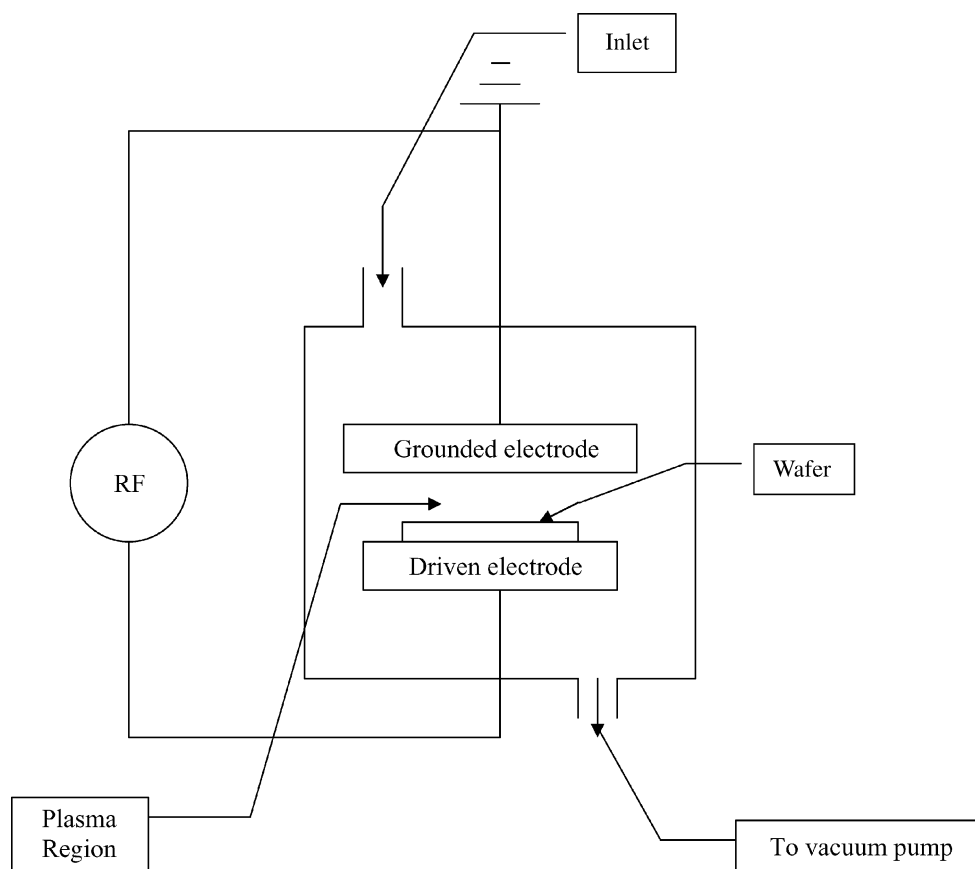 Inlet
Grounded electrode
Wafer
RF
Driven electrode
Plasma
Region
To vacuum pump